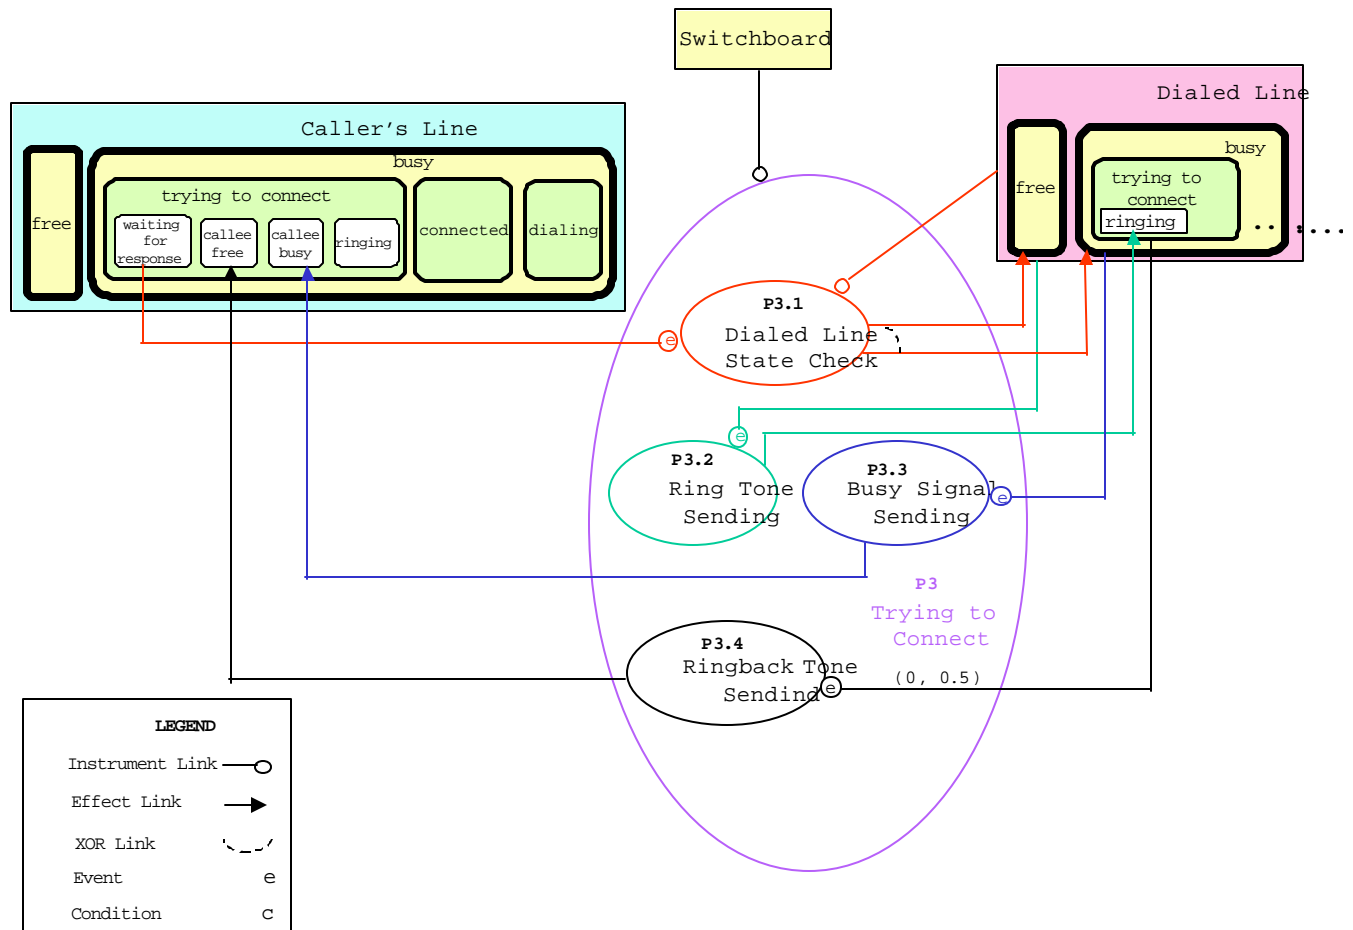 Switchboard
Dialed Line
Caller's Line
busy
busy
trying to connect
trying to
connect
free
free
waiting
for
response
callee
free
callee
busy
ringing
connected
dialing
ringing
.. ....
P3.1
Dialed Line
State Check
e
e
P3.2
Ring Tone
Sending
P3.3
Busy Signal
Sending
e
P3
Trying to
Connect
(0, 0.5)
P3.4
Ringback Tone
Sendind
e
LEGEND
Instrument Link
Effect Link
XOR Link
Event e
Condition c